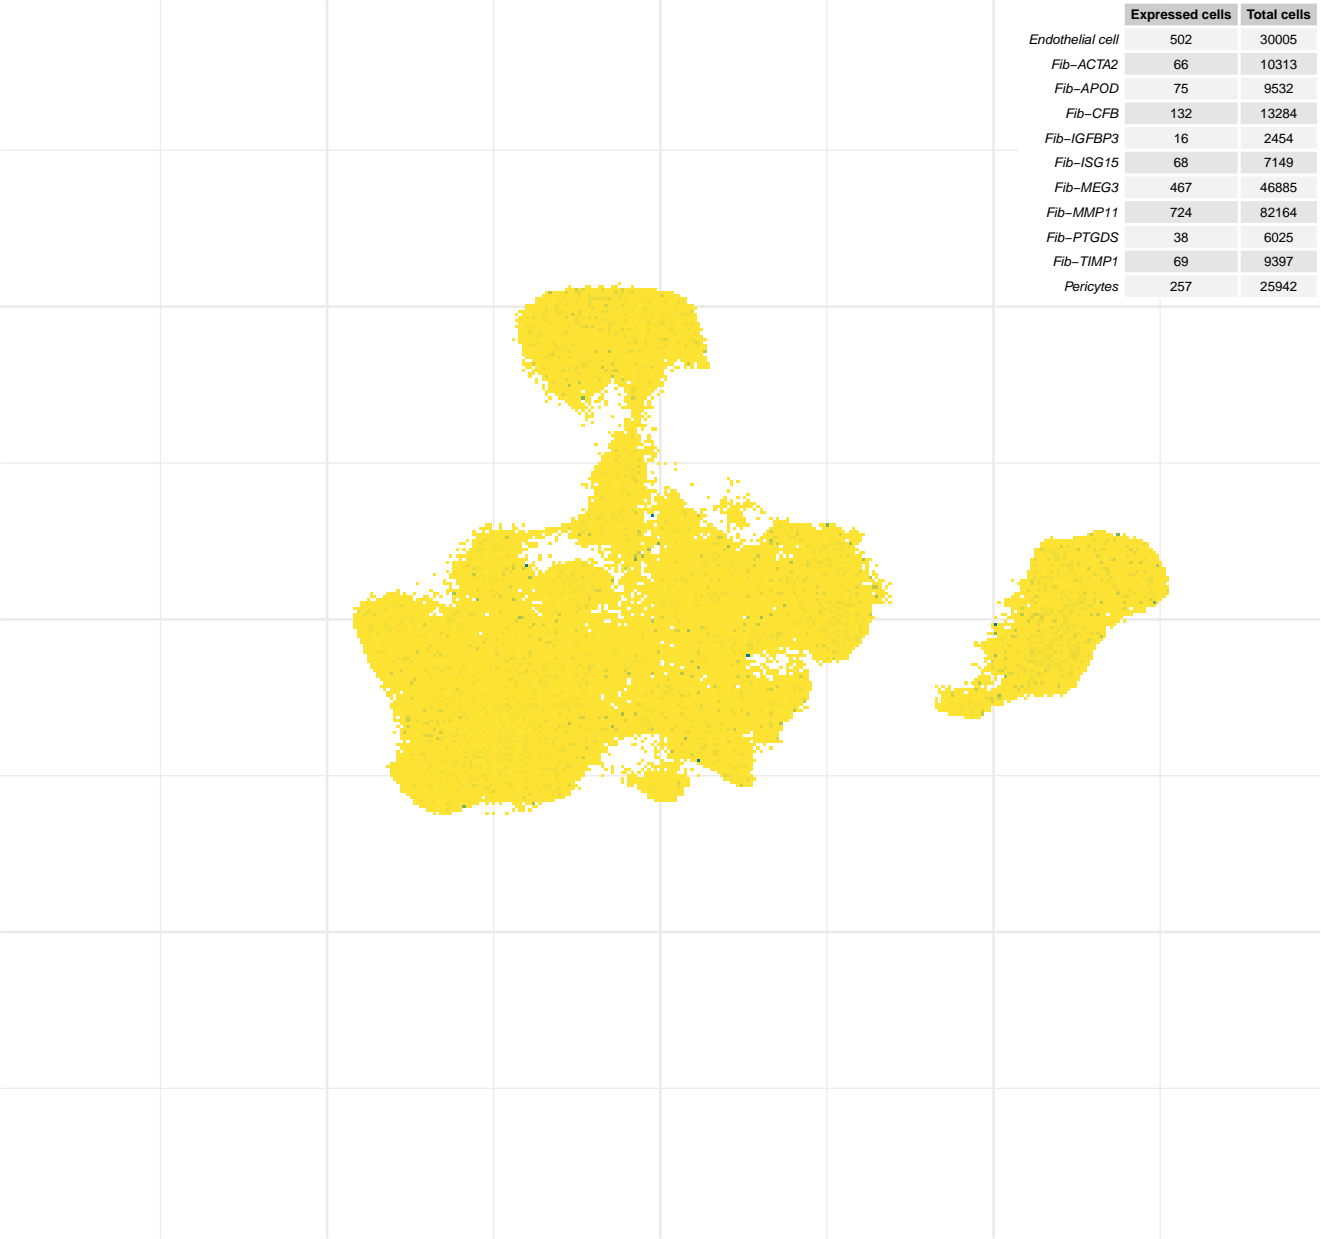 Expressed cells Total cells
Endothelial cell 502 30005
Fib−ACTA2 66 10313
Fib−APOD 75 9532
Fib−CFB 132 13284
Fib−IGFBP3 16 2454
Fib−ISG15 68 7149
Fib−MEG3 467 46885
Fib−MMP11 724 82164
Fib−PTGDS 38 6025
Fib−TIMP1 69 9397
Pericytes 257 25942